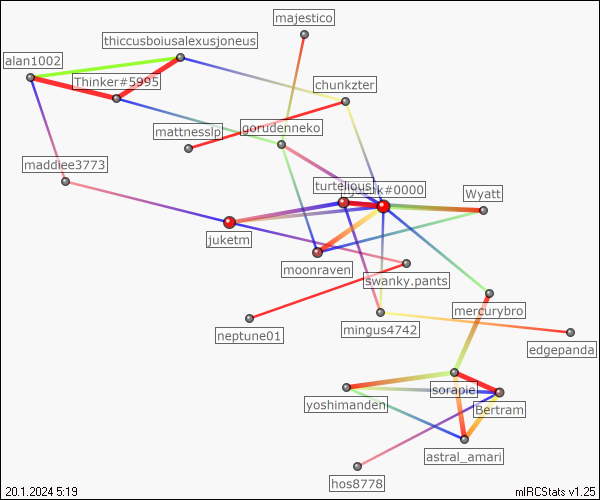 majestico
thiccusboiusalexusjoneus
alan1002
Thinker#5995
chunkzter
mattnesslp
gorudenneko
maddiee3773
turtelious
#0000
Wyatt
juketm
moonraven
swanky.pants
mercurybro
neptune01
mingus4742
edgepanda
sorapie
yoshimanden
Bertram
astral_amari
hos8778
20.1.2024 5:19
mIRCStats v1.25